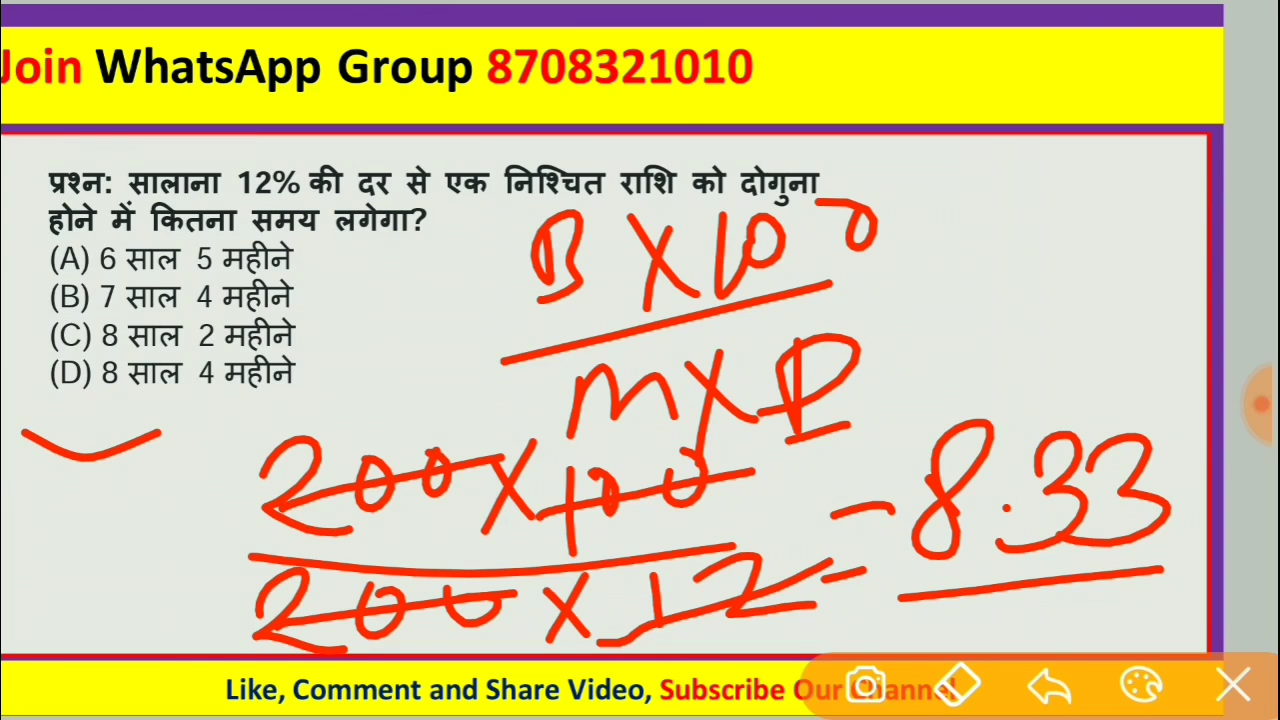 Join WhatsApp Group 8708321010
प्रश्न: सालाना 12% की दर से एक निश्चित राशि को दोगुना
होने में कितना समय लगेगा?
(A) 6 साल 5 महीने
(B) 7 साल 4 महीने
(C) 8 साल 2 महीने
(D) 8 साल 4 महीने
B X 100
M X P
200 X 100
200 X 12
= 8.33
Like, Comment and Share Video, Subscribe Our Channel